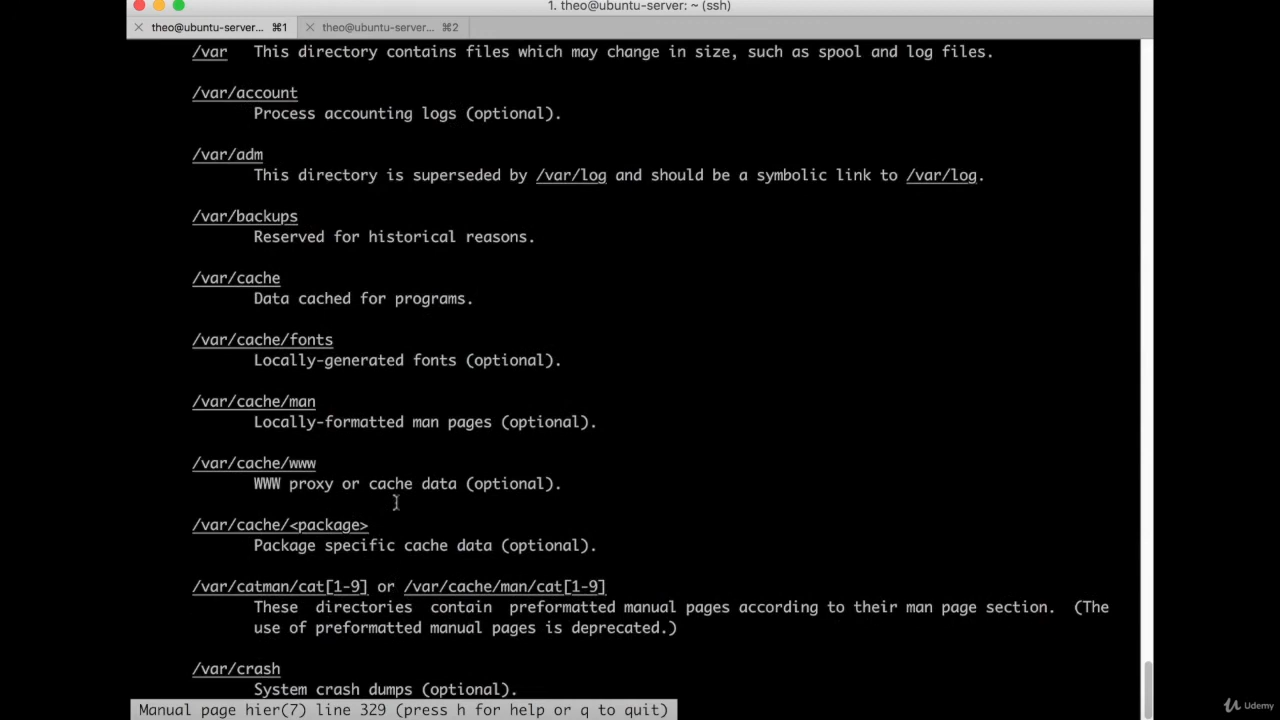 1. theo@ubuntu-server: ~ (ssh)
theo@ubuntu-server... ⌘1 theo@ubuntu-server... ⌘2
/var This directory contains files which may change in size, such as spool and log files.
/var/account
Process accounting logs (optional).
/var/adm
This directory is superseded by /var/log and should be a symbolic link to /var/log.
/var/backups
Reserved for historical reasons.
/var/cache
Data cached for programs.
/var/cache/fonts
Locally-generated fonts (optional).
/var/cache/man
Locally-formatted man pages (optional).
/var/cache/www
WWW proxy or cache data (optional).
/var/cache/<package>
Package specific cache data (optional).
/var/catman/cat[1-9] or /var/cache/man/cat[1-9]
These directories contain preformatted manual pages according to their man page section. (The
use of preformatted manual pages is deprecated.)
/var/crash
System crash dumps (optional).
Manual page hier(7) line 329 (press h for help or q to quit)
Udemy